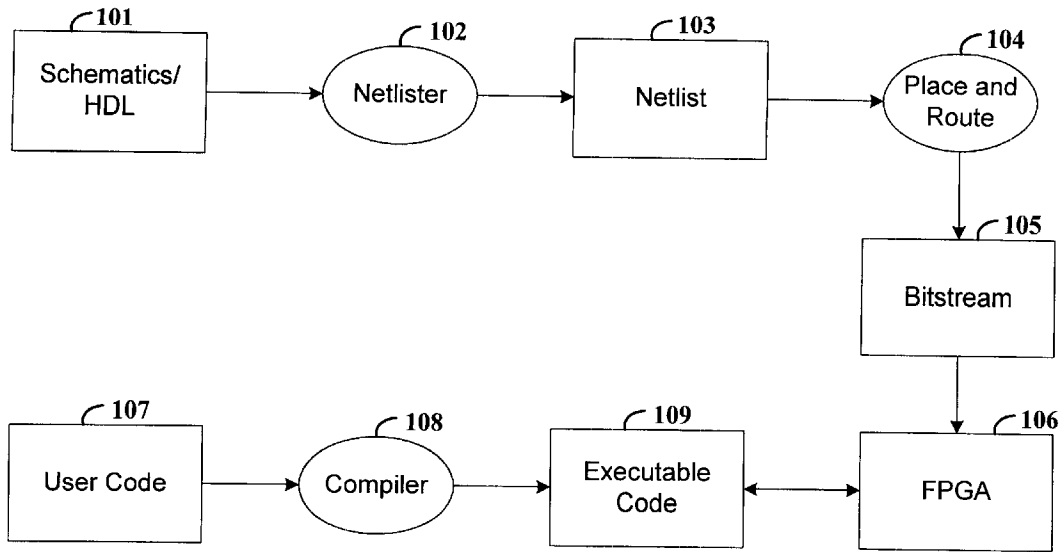 101
Schematics/
HDL
102
Netlister
103
Netlist
104
Place and
Route
105
Bitstream
107
User Code
108
Compiler
109
Executable
Code
106
FPGA